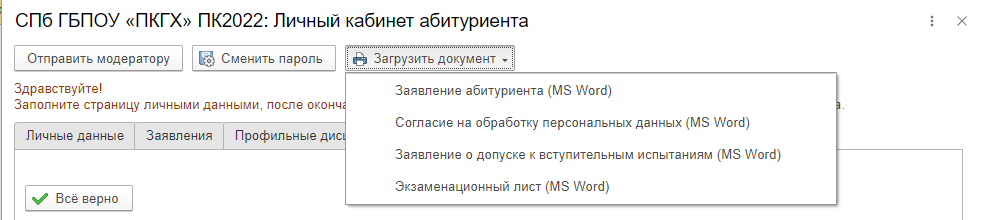 СПб ГБПОУ «ПКГХ» ПК2022: Личный кабинет абитуриента
Отправить модератору
Сменить пароль
Загрузить документ
Здравствуйте!
Заполните страницу личными данными, после
Заявление абитуриента (MS Word)
Согласие на обработку персональных данных (MS Word)
Заявление о допуске к вступительным испытаниям (MS Word)
Экзаменационный лист (MS Word)
Личные данные
Заявления
Профильные
Всё верно